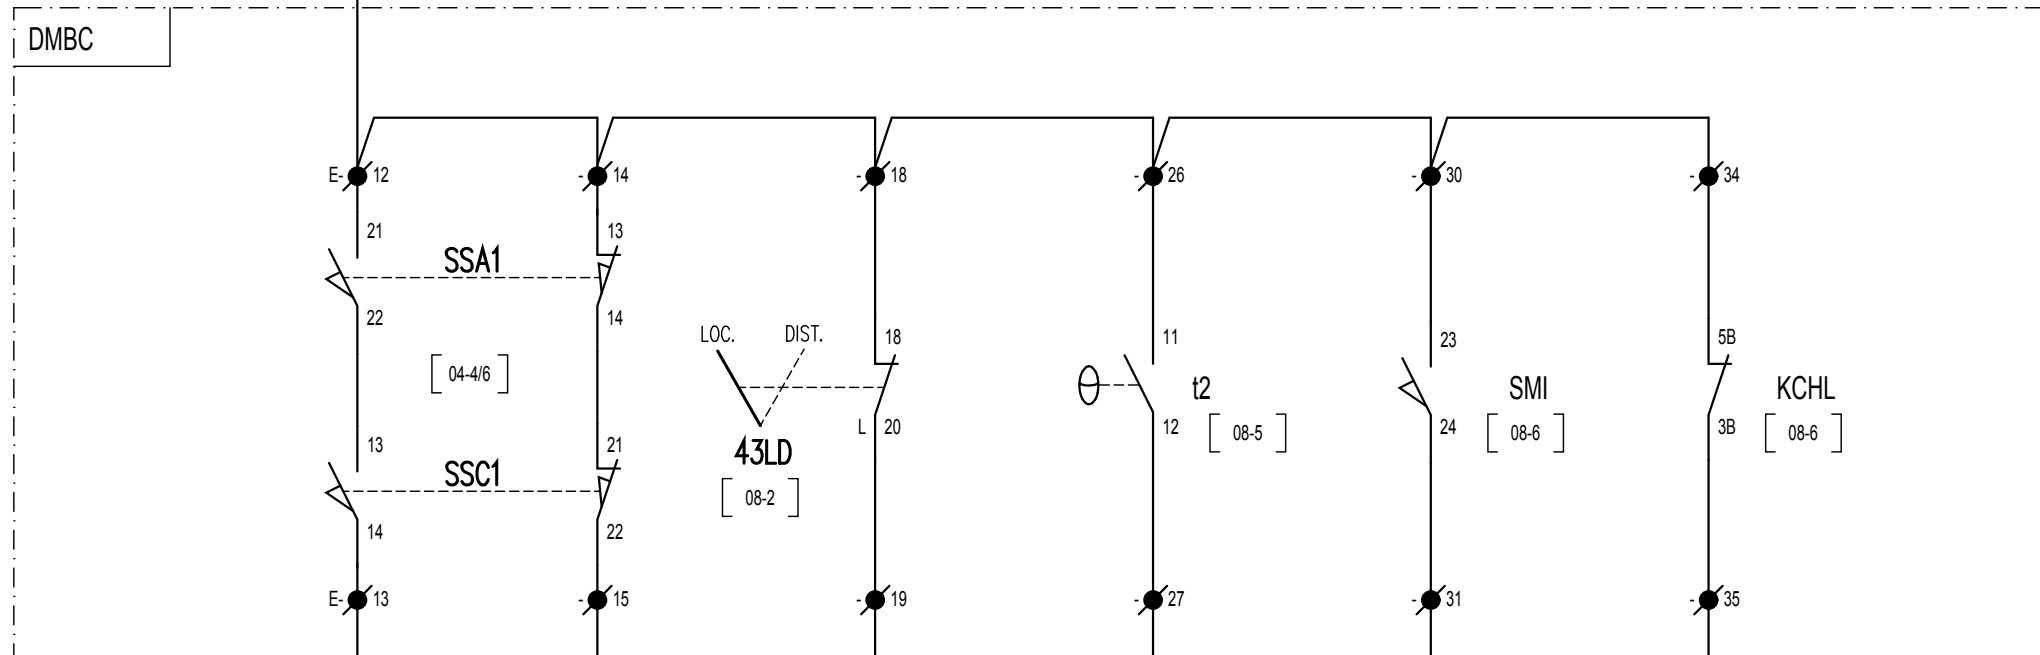 DMBC
E- 12
- 14
- 18
- 26
- 30
- 34
21
13
SSA1
22
14
LOC.
DIST.
18
11
23
5B
04-4/6
t2
SMI
KCHL
L
20
12
24
3B
08-5
08-6
08-6
13
21
43LD
SSC1
08-2
14
22
E- 13
- 15
- 19
- 27
- 31
- 35